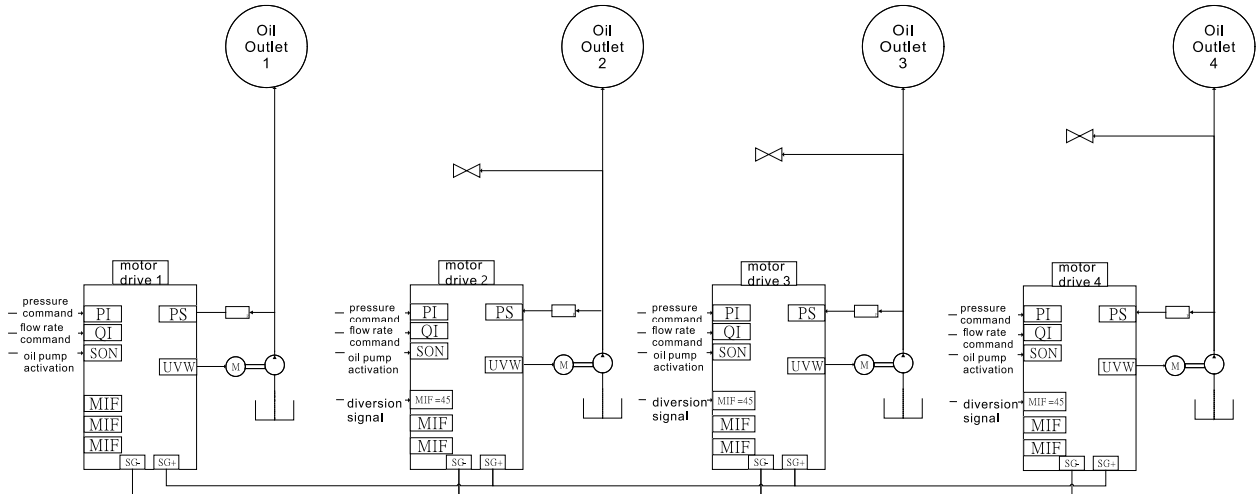 Oil
Outlet
1
Oil
Outlet
2
Oil
Outlet
3
Oil
Outlet
4
motor
drive 1
pressure
command
flow rate
command
oil pump
activation
PI
QI
SON
MIF
MIF
MIF
PS
UVW
M
SG-
SG+
motor
drive 2
pressure
command
flow rate
command
oil pump
activation
diversion
signal
PI
QI
SON
MIF=45
MIF
MIF
PS
UVW
M
SG-
SG+
motor
drive 3
pressure
command
flow rate
command
oil pump
activation
diversion
signal
PI
QI
SON
MIF=45
MIF
MIF
PS
UVW
M
SG-
SG+
motor
drive 4
pressure
command
flow rate
command
oil pump
activation
diversion
signal
PI
QI
SON
MIF=45
MIF
MIF
PS
UVW
M
SG-
SG+